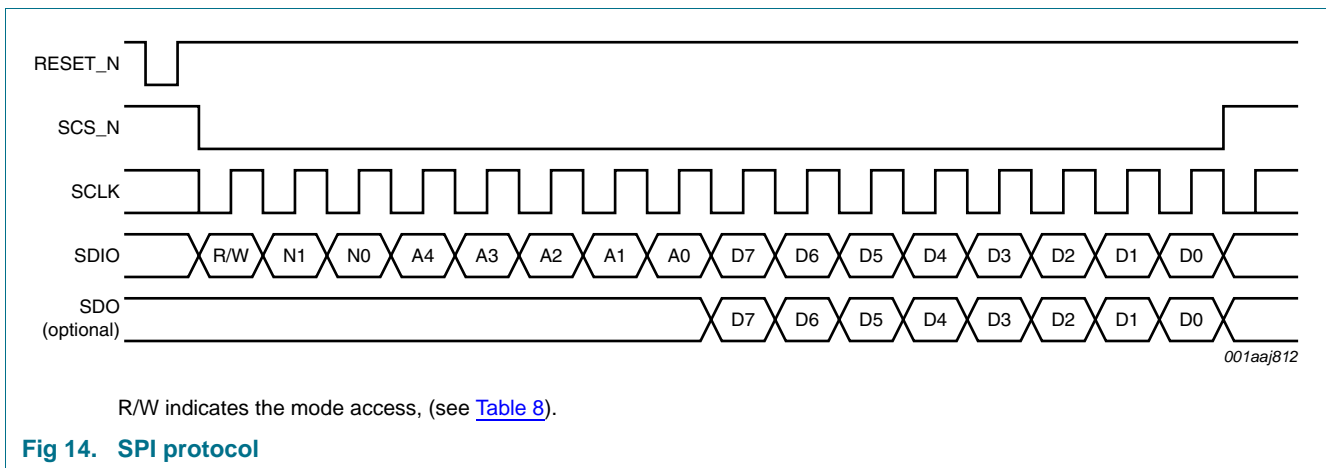 RESET_N
SCS_N
SCLK
SDIO R/W N1 N0 A4 A3 A2 A1 A0 D7 D6 D5 D4 D3 D2 D1 D0
SDO
(optional) D7 D6 D5 D4 D3 D2 D1 D0
001aaj812
R/W indicates the mode access, (see Table 8).
Fig 14. SPI protocol